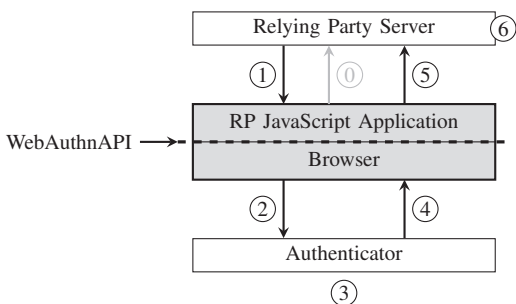 Relying Party Server
⑥
① ⓪ ⑤
RP JavaScript Application
WebAuthnAPI
Browser
② ④
Authenticator
③